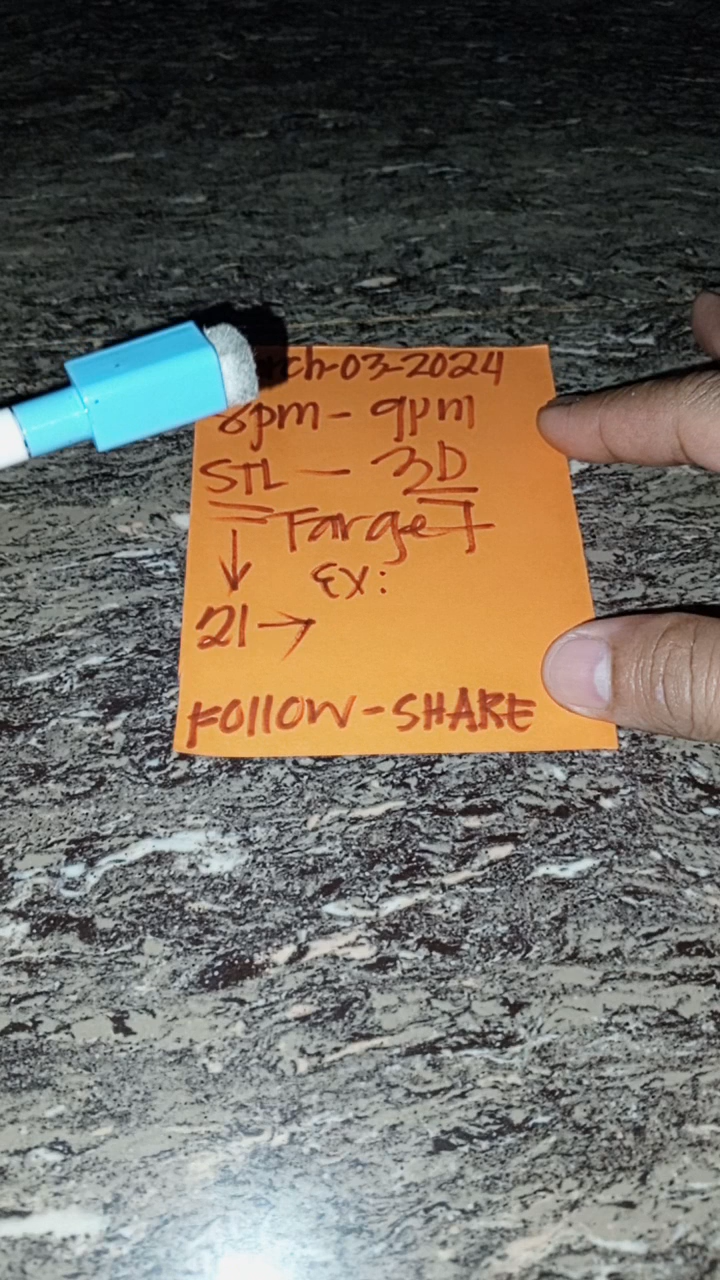 rch-03-2024
8pm - 9pm
STL - 3D
Target
Ex:
21 →
FOllOW - SHARE